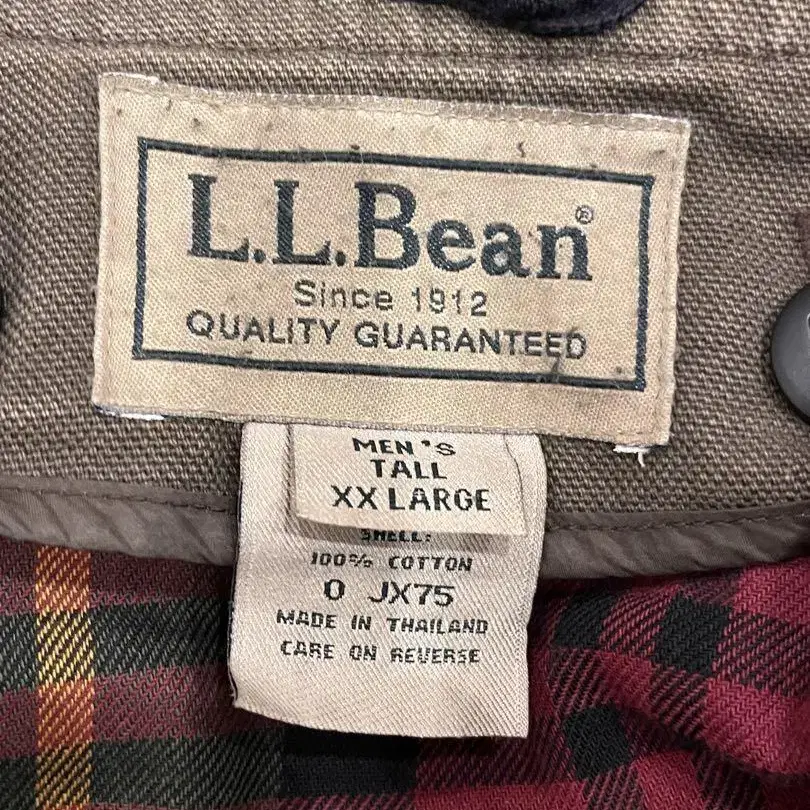 L.L.Bean®
Since 1912
QUALITY GUARANTEED
MEN'S
TALL
XX LARGE
SHELL:
100% COTTON
0 JX75
MADE IN THAILAND
CARE ON REVERSE